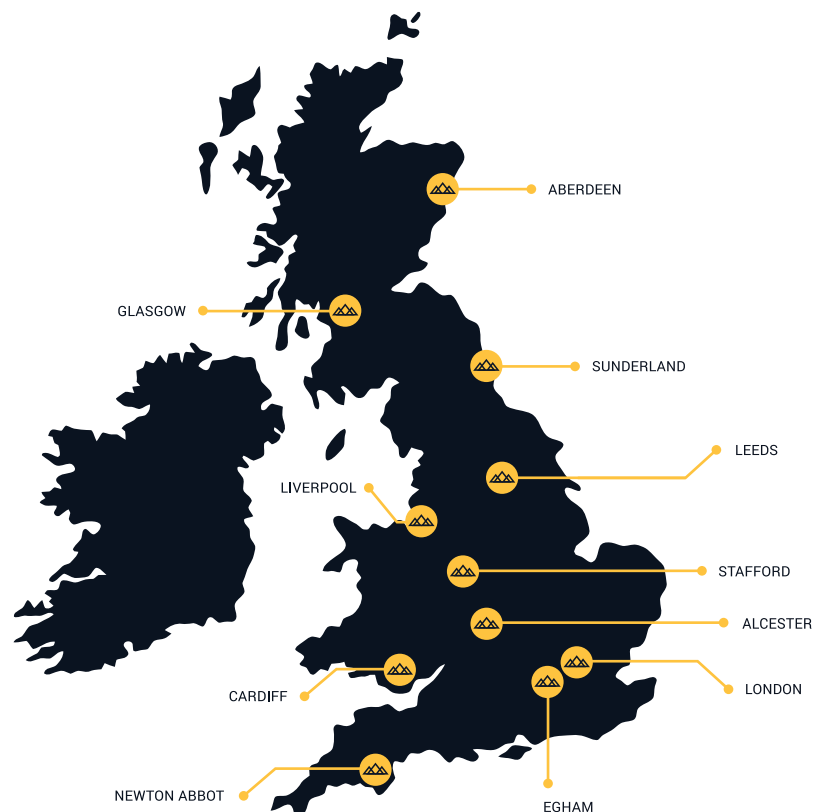 ABERDEEN
GLASGOW
SUNDERLAND
LEEDS
LIVERPOOL
STAFFORD
ALCESTER
LONDON
CARDIFF
NEWTON ABBOT
EGHAM